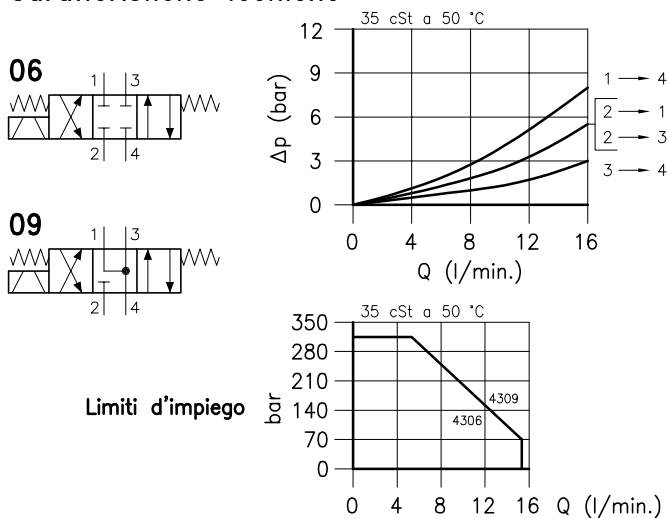 35 cSt a 50 °C
06
1 3
2 4
Δp (bar)
12
9
6
3
0
0 4 8 12 16
Q (l/min.)
1 → 4
2 → 1
2 → 3
3 → 4
09
1 3
2 4
35 cSt a 50 °C
Limiti d'impiego
bar
350
280
210
140
70
0
4309
4306
0 4 8 12 16 Q (l/min.)